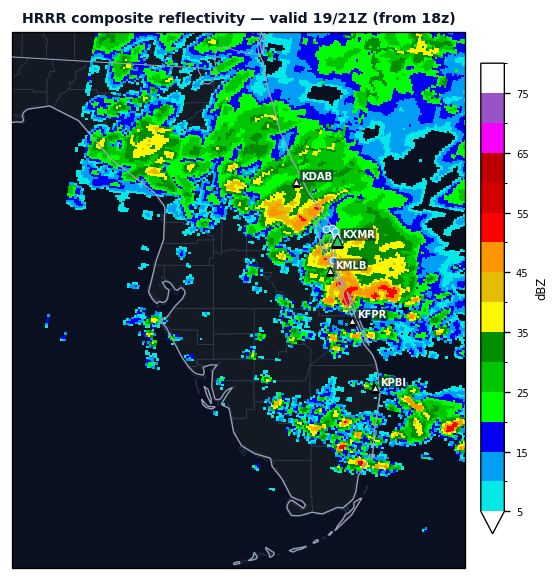 HRRR composite reflectivity — valid 19/21Z (from 18z)
KDAB
KXMR
KMLB
KFPR
KPBI
75
65
55
45
35
25
15
5
dBZ